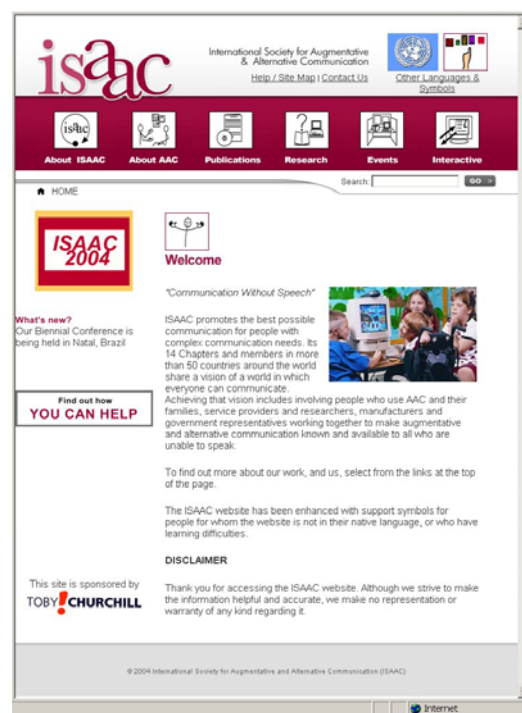 isaac
International Society for Augmentative
& Alternative Communication
Help / Site Map | Contact Us
Other Languages &
Symbols
isaac
About ISAAC
About AAC
Publications
Research
Events
Interactive
Search:
GO >
HOME
ISAAC
2004
Welcome
What's new?
Our Biennial Conference is
being held in Natal, Brazil
Find out how
YOU CAN HELP
"Communication Without Speech"
ISAAC promotes the best possible
communication for people with
complex communication needs. Its
14 Chapters and members in more
than 50 countries around the world
share a vision of a world in which
everyone can communicate.
Achieving that vision includes involving people who use AAC and their
families, service providers and researchers, manufacturers and
government representatives working together to make augmentative
and alternative communication known and available to all who are
unable to speak.
To find out more about our work, and us, select from the links at the top
of the page.
The ISAAC website has been enhanced with support symbols for
people for whom the website is not in their native language, or who have
learning difficulties.
DISCLAIMER
Thank you for accessing the ISAAC website. Although we strive to make
the information helpful and accurate, we make no representation or
warranty of any kind regarding it.
This site is sponsored by
TOBY CHURCHILL
© 2004 International Society for Augmentative and Alternative Communication (ISAAC)
Internet